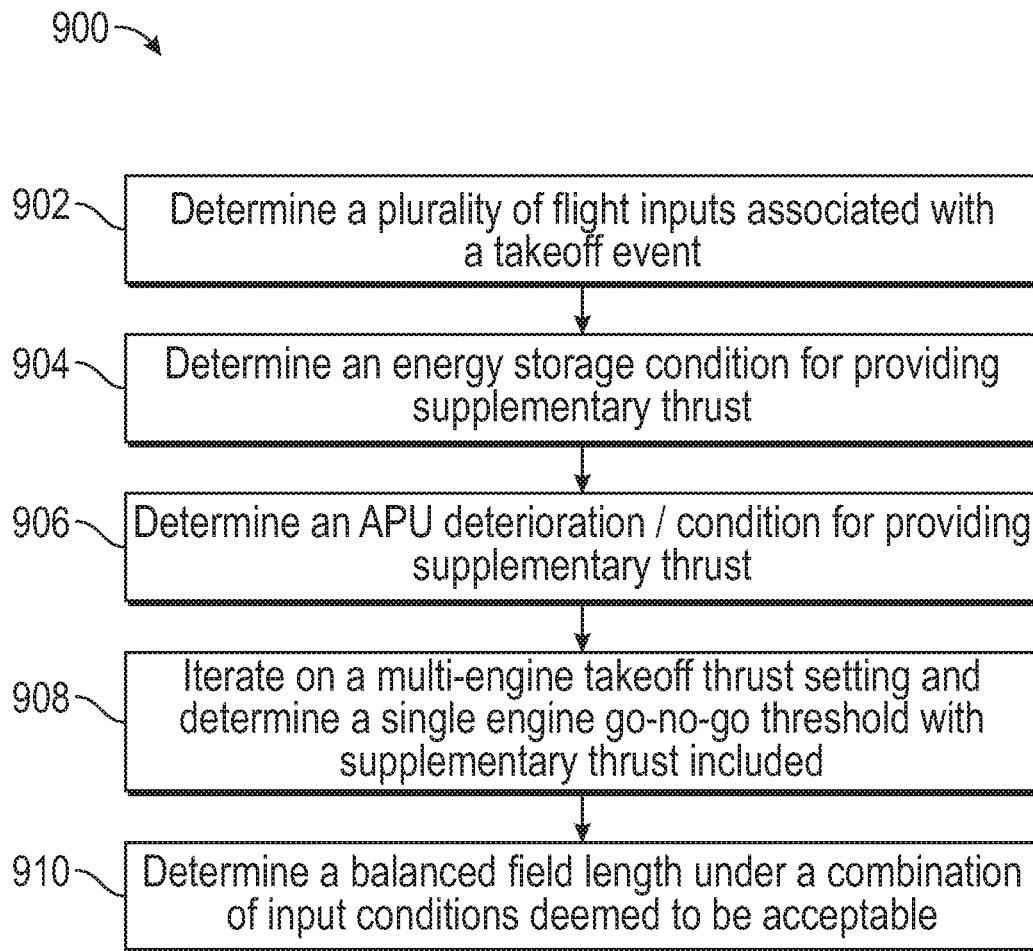 900
902
Determine a plurality of flight inputs associated with
a takeoff event
904
Determine an energy storage condition for providing
supplementary thrust
906
Determine an APU deterioration / condition for providing
supplementary thrust
908
Iterate on a multi-engine takeoff thrust setting and
determine a single engine go-no-go threshold with
supplementary thrust included
910
Determine a balanced field length under a combination
of input conditions deemed to be acceptable